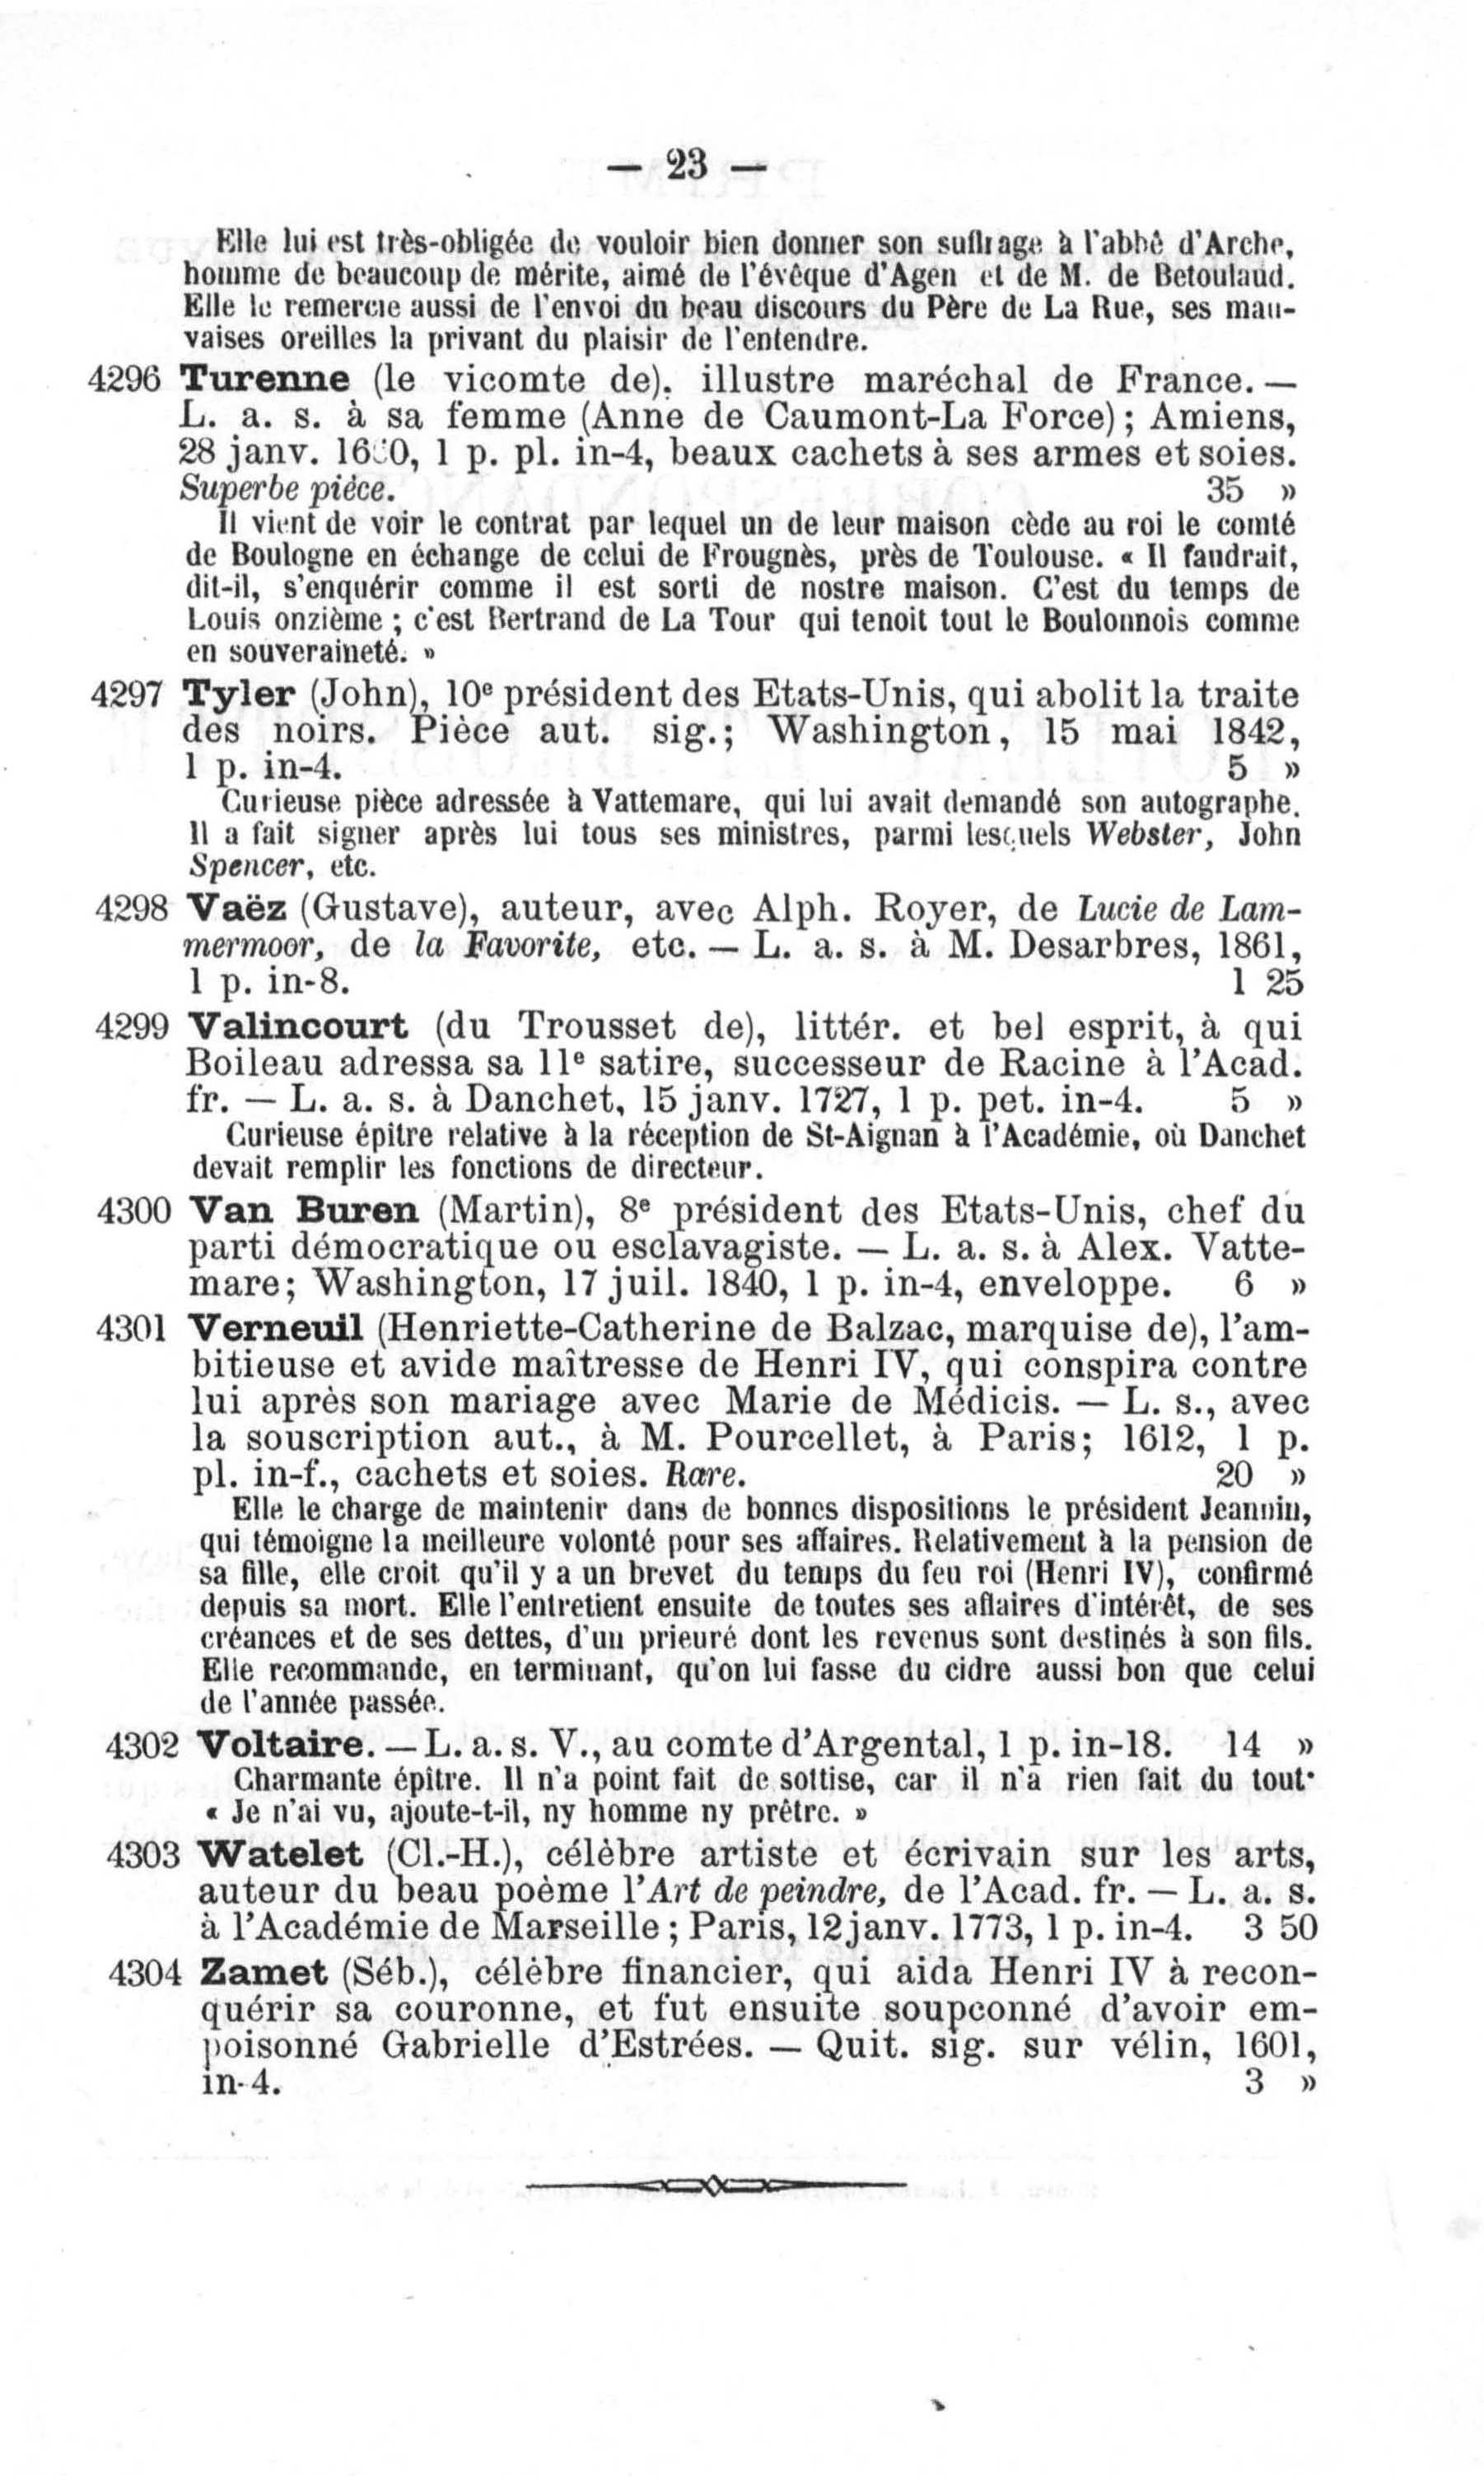 — 23 —
Elle lui est très-obligée de vouloir bien donner son suffrage à l'abbé d'Arche,
homme de beaucoup de mérite, aimé de l'évêque d'Agen et de M. de Betoulaud.
Elle le remercie aussi de l'envoi du beau discours du Père de La Rue, ses mau-
vaises oreilles la privant du plaisir de l'entendre.
4296 Turenne (le vicomte de), illustre maréchal de France. —
L. a. s. à sa femme (Anne de Caumont-La Force) ; Amiens,
28 janv. , 1 p. pl. in-4, beaux cachets à ses armes et soies.
Superbe pièce. 35 »
Il vient de voir le contrat par lequel un de leur maison cède au roi le comté
de Boulogne en échange de celui de Frougnès, près de Toulouse. « Il faudrait,
dit-il, s'enquérir comme il est sorti de nostre maison. C'est du temps de
Louis onzième ; c'est Bertrand de La Tour qui tenoit tout le Boulonnois comme
en souveraineté. »
4297 Tyler (John), 10e président des Etats-Unis, qui abolit la traite
des noirs. Pièce aut. sig.; Washington, 15 mai 1842,
1 p. in-4. 5 »
Curieuse pièce adressée à Vattemare, qui lui avait demandé son autographe.
Il a fait signer après lui tous ses ministres, parmi lesquels Webster, John
Spencer, etc.
4298 Vaëz (Gustave), auteur, avec Alph. Royer, de Lucie de Lam-
mermoor, de la Favorite, etc. — L. a. s. à M. Desarbres, 1861,
1 p. in-8. 1 25
4299 Valincourt (du Trousset de), littér. et bel esprit, à qui
Boileau adressa sa 11e satire, successeur de Racine à l'Acad.
fr. — L. a. s. à Danchet, 15 janv. 1727, 1 p. pet. in-4. 5 »
Curieuse épitre relative à la réception de St-Aignan à l'Académie, où Danchet
devait remplir les fonctions de directeur.
4300 Van Buren (Martin), 8e président des Etats-Unis, chef du
parti démocratique ou esclavagiste. — L. a. s. à Alex. Vatte-
mare; Washington, 17 juil. 1840, 1 p. in-4, enveloppe. 6 »
4301 Verneuil (Henriette-Catherine de Balzac, marquise de), l'am-
bitieuse et avide maîtresse de Henri IV, qui conspira contre
lui après son mariage avec Marie de Médicis. — L. s., avec
la souscription aut., à M. Pourcellet, à Paris; 1612, 1 p.
pl. in-f., cachets et soies. Rare. 20 »
Elle le charge de maintenir dans de bonnes dispositions le président Jeannin,
qui témoigne la meilleure volonté pour ses affaires. Relativement à la pension de
sa fille, elle croit qu'il y a un brevet du temps du feu roi (Henri IV), confirmé
depuis sa mort. Elle l'entretient ensuite de toutes ses affaires d'intérêt, de ses
créances et de ses dettes, d'un prieuré dont les revenus sont destinés à son fils.
Elle recommande, en terminant, qu'on lui fasse du cidre aussi bon que celui
de l'année passée.
4302 Voltaire. — L. a. s. V., au comte d'Argental, 1 p. in-18. 14 »
Charmante épître. Il n'a point fait de sottise, car il n'a rien fait du tout·
« Je n'ai vu, ajoute-t-il, ny homme ny prêtre. »
4303 Watelet (Cl.-H.), célèbre artiste et écrivain sur les arts,
auteur du beau poème l'Art de peindre, de l'Acad. fr. — L. a. s.
à l'Académie de Marseille ; Paris, 12 janv. 1773, 1 p. in-4. 3 50
4304 Zamet (Séb.), célèbre financier, qui aida Henri IV à recon-
quérir sa couronne, et fut ensuite soupçonné d'avoir em-
poisonné Gabrielle d'Estrées. — Quit. sig. sur vélin, 1601,
in-4. 3 »